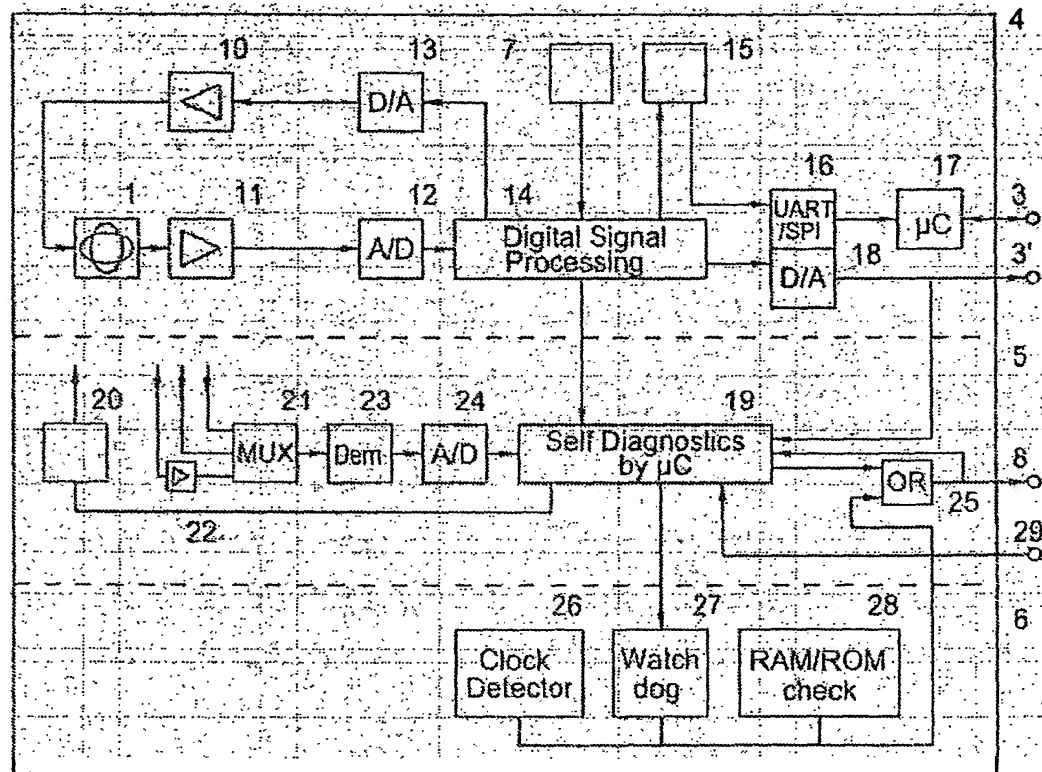 4
10
13
7
15
D/A
1
11
12
14
16
17
A/D
Digital Signal
Processing
UART
/SPI
µC
3
D/A
18
3'
5
20
21
23
24
19
MUX
Dem
A/D
Self Diagnostics
by µC
OR
8
22
25
29
26
27
28
6
Clock
Detector
Watch
dog
RAM/ROM
check